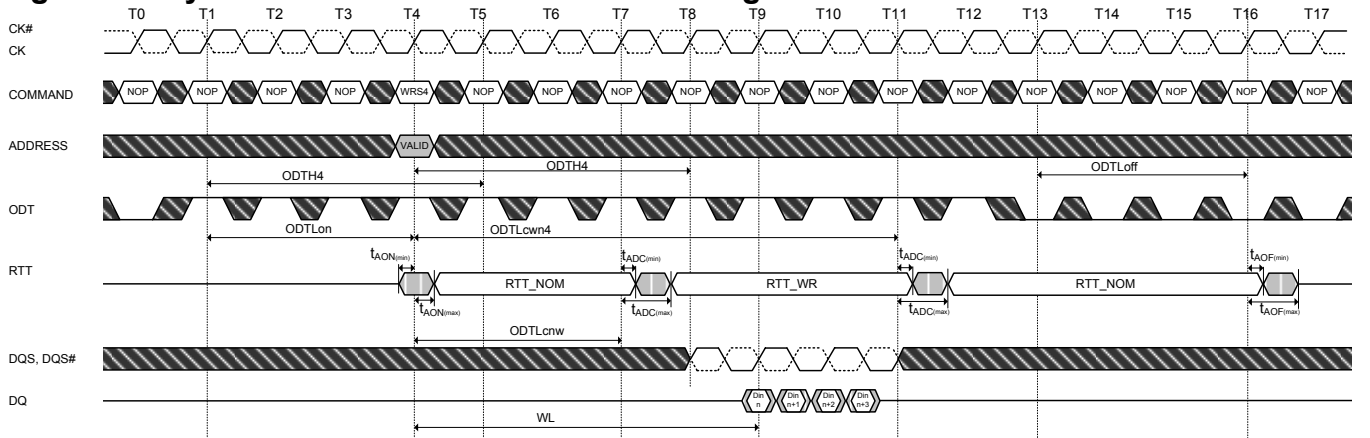 T0 T1 T2 T3 T4 T5 T6 T7 T8 T9 T10 T11 T12 T13 T14 T15 T16 T17
CK#
CK
COMMAND NOP NOP NOP NOP WRS4 NOP NOP NOP NOP NOP NOP NOP NOP NOP NOP NOP NOP NOP
ADDRESS VALID
ODTH4 ODTH4 ODTLoff
ODT
ODTLon ODTLcwn4
tAON(min) tADC(min) tADC(min) tAOF(min)
RTT RTT_NOM RTT_WR RTT_NOM
tAON(max) tADC(max) tADC(max) tAOF(max)
ODTLcnw
DQS, DQS#
DQ Din n Din n+1 Din n+2 Din n+3
WL